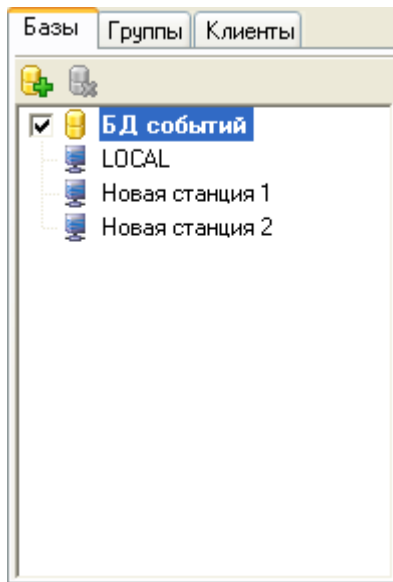 Базы Группы Клиенты
БД событий
LOCAL
Новая станция 1
Новая станция 2